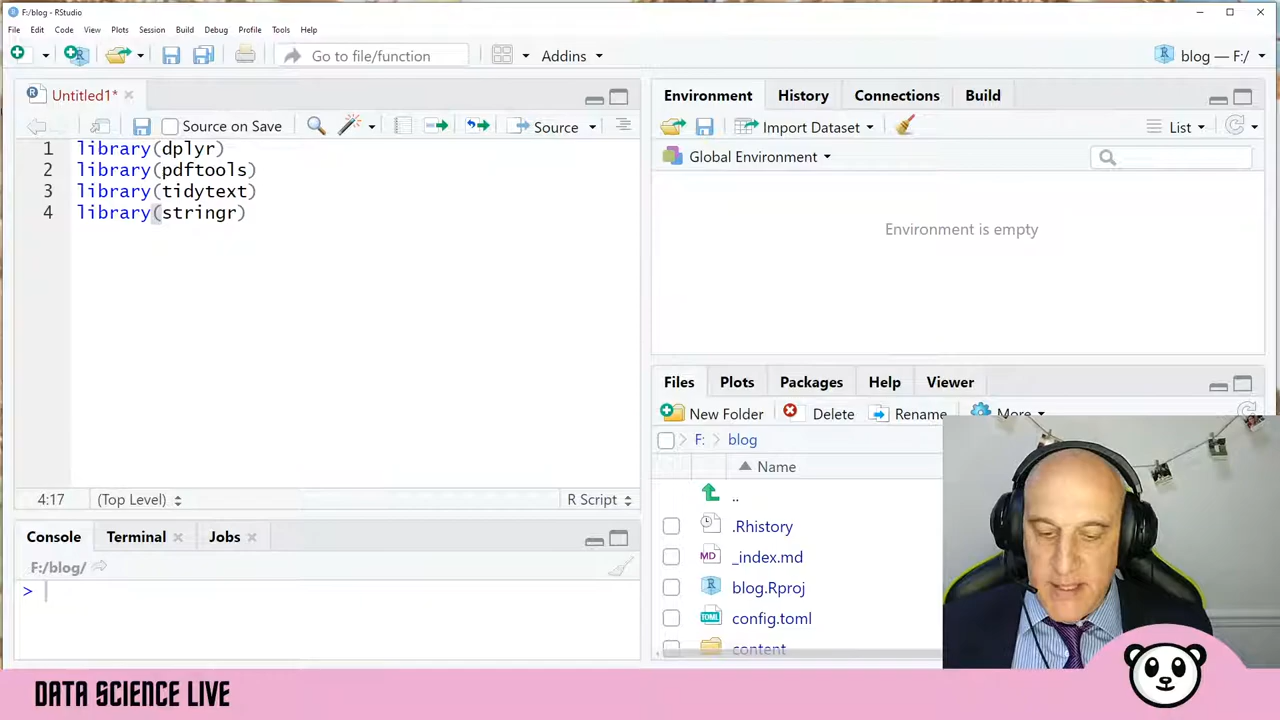 F:/blog - RStudio
File Edit Code View Plots Session Build Debug Profile Tools Help
Go to file/function Addins blog — F:/
Untitled1*
Source on Save Source
1 library(dplyr)
2 library(pdftools)
3 library(tidytext)
4 library(stringr)
4:17 (Top Level) R Script
Console Terminal Jobs
F:/blog/
>
Environment History Connections Build
Import Dataset List
Global Environment
Environment is empty
Files Plots Packages Help Viewer
New Folder Delete Rename More
F: blog
Name
..
.Rhistory
MD _index.md
blog.Rproj
TOML config.toml
content
DATA SCIENCE LIVE